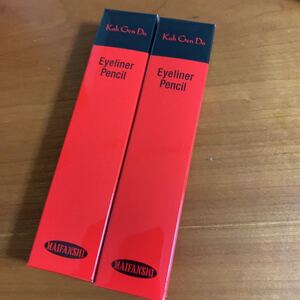 Koh Gen Do
Eyeliner
Pencil
MAIFANSHI
Koh Gen Do
Eyeliner
Pencil
MAIFANSHI